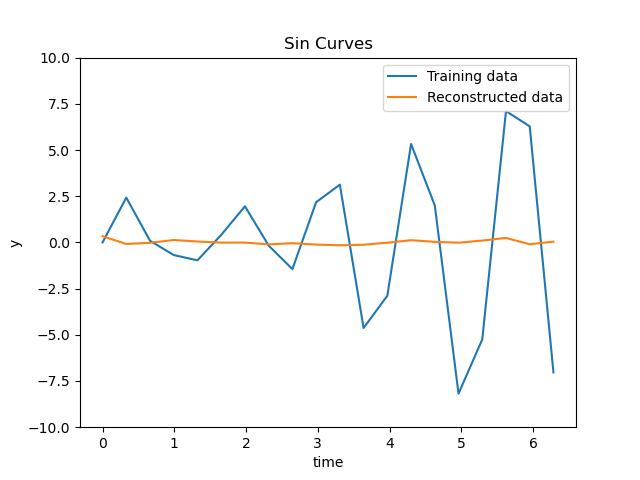 Sin Curves
Training data
Reconstructed data
10.0
7.5
5.0
2.5
0.0
−2.5
−5.0
−7.5
−10.0
y
0 1 2 3 4 5 6
time